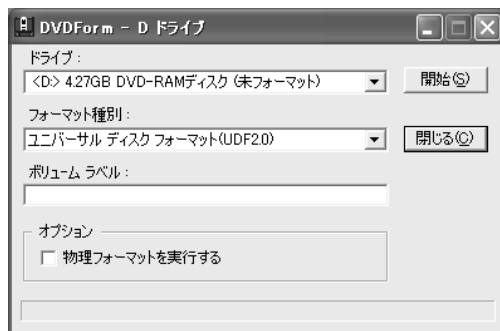 DVDForm - D ドライブ
ドライブ：
<D:> 4.27GB DVD-RAMディスク (未フォーマット)
開始(S)
フォーマット種別：
ユニバーサル ディスク フォーマット(UDF2.0)
閉じる(C)
ボリューム ラベル：
オプション
物理フォーマットを実行する